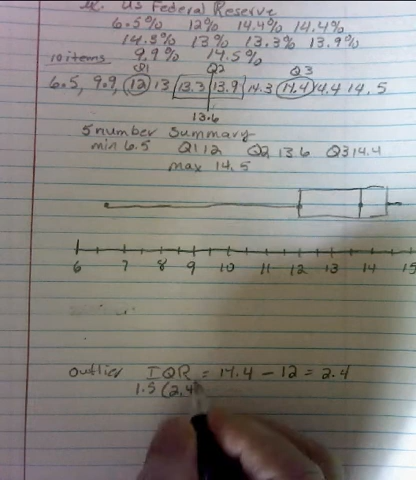 US Federal Reserve
6.5% 12% 14.4% 14.4%
14.3% 13% 13.3% 13.9%
10 items 9.9% 14.5%
Q1 Q2 Q3
6.5, 9.9, 12 13 13.3 13.9 14.3 14.4 14.4, 14.5
13.6
5 number Summary
min 6.5 Q1 12 Q2 13.6 Q3 14.4
max 14.5
6 7 8 9 10 11 12 13 14 15
outlier IQR = 14.4 - 12 = 2.4
1.5 (2.4